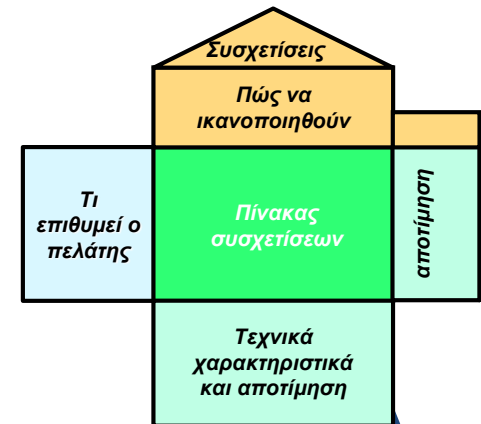 Συσχετίσεις
Πώς να
ικανοποιηθούν
Τι
επιθυμεί ο
πελάτης
Πίνακας
συσχετίσεων
αποτίμηση
Τεχνικά
χαρακτηριστικά
και αποτίμηση